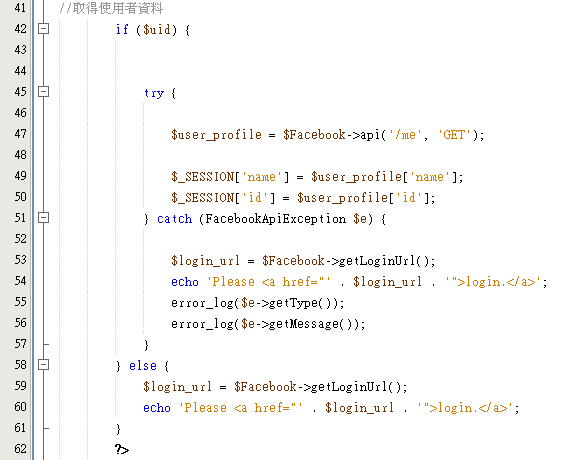 41 //取得使用者資料
42 if ($uid) {
43
44
45 try {
46
47 $user_profile = $Facebook->api('/me', 'GET');
48
49 $_SESSION['name'] = $user_profile['name'];
50 $_SESSION['id'] = $user_profile['id'];
51 } catch (FacebookApiException $e) {
52
53 $login_url = $Facebook->getLoginUrl();
54 echo 'Please <a href="' . $login_url . '">login.</a>';
55 error_log($e->getType());
56 error_log($e->getMessage());
57 }
58 } else {
59 $login_url = $Facebook->getLoginUrl();
60 echo 'Please <a href="' . $login_url . '">login.</a>';
61 }
62 ?>